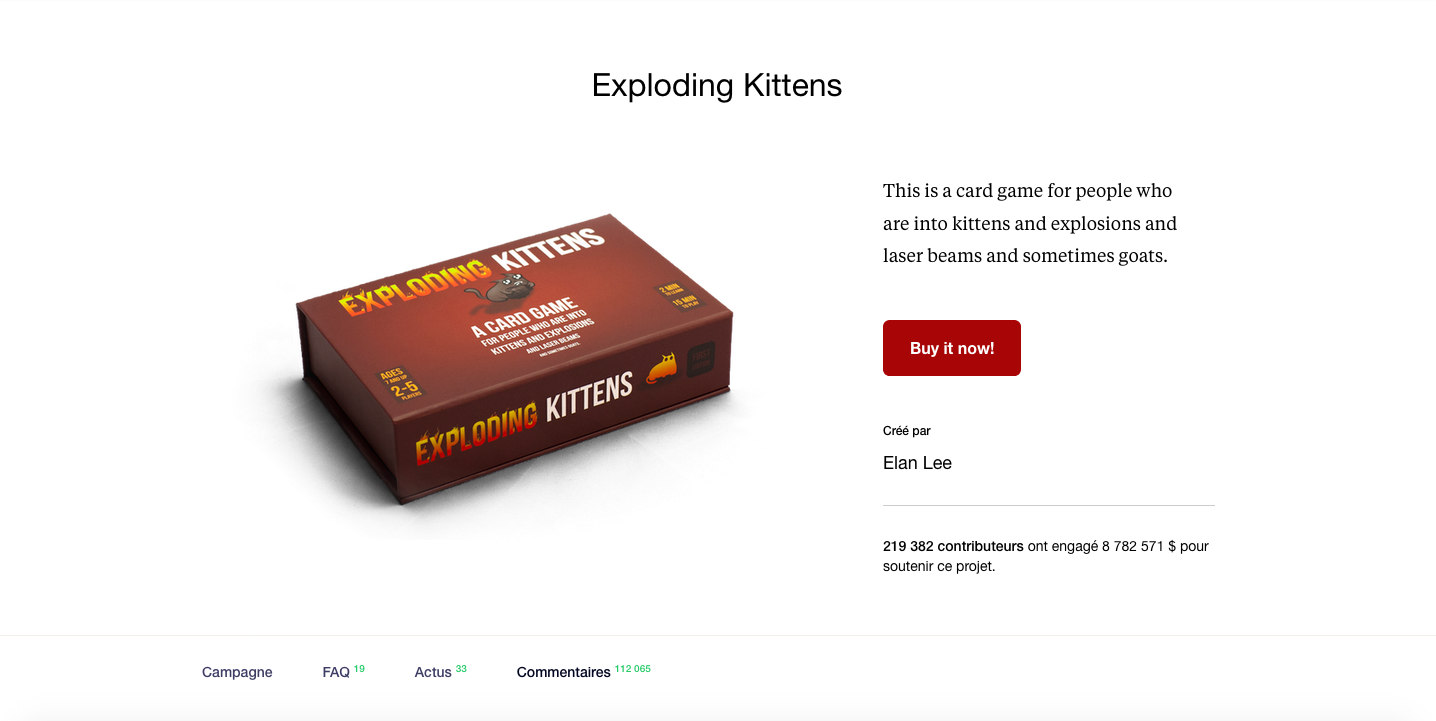 Exploding Kittens
This is a card game for people who
are into kittens and explosions and
laser beams and sometimes goats.
EXPLODING KITTENS
A CARD GAME
FOR PEOPLE WHO ARE INTO
KITTENS AND EXPLOSIONS
AND LASER BEAMS
AND SOMETIMES GOATS.
2 MIN
TO LEARN
15 MIN
TO PLAY
AGES
7 AND UP
2-5
PLAYERS
EXPLODING KITTENS
Buy it now!
Créé par
Elan Lee
219 382 contributeurs ont engagé 8 782 571 $ pour
soutenir ce projet.
Campagne FAQ 19 Actus 33 Commentaires 112 065